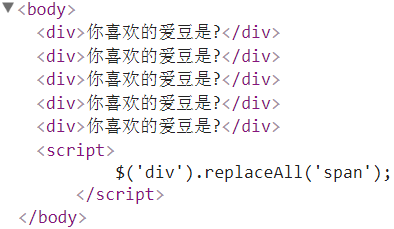 ▼<body>
<div>你喜欢的爱豆是?</div>
<div>你喜欢的爱豆是?</div>
<div>你喜欢的爱豆是?</div>
<div>你喜欢的爱豆是?</div>
<div>你喜欢的爱豆是?</div>
<script>
$('div').replaceAll('span');
</script>
</body>